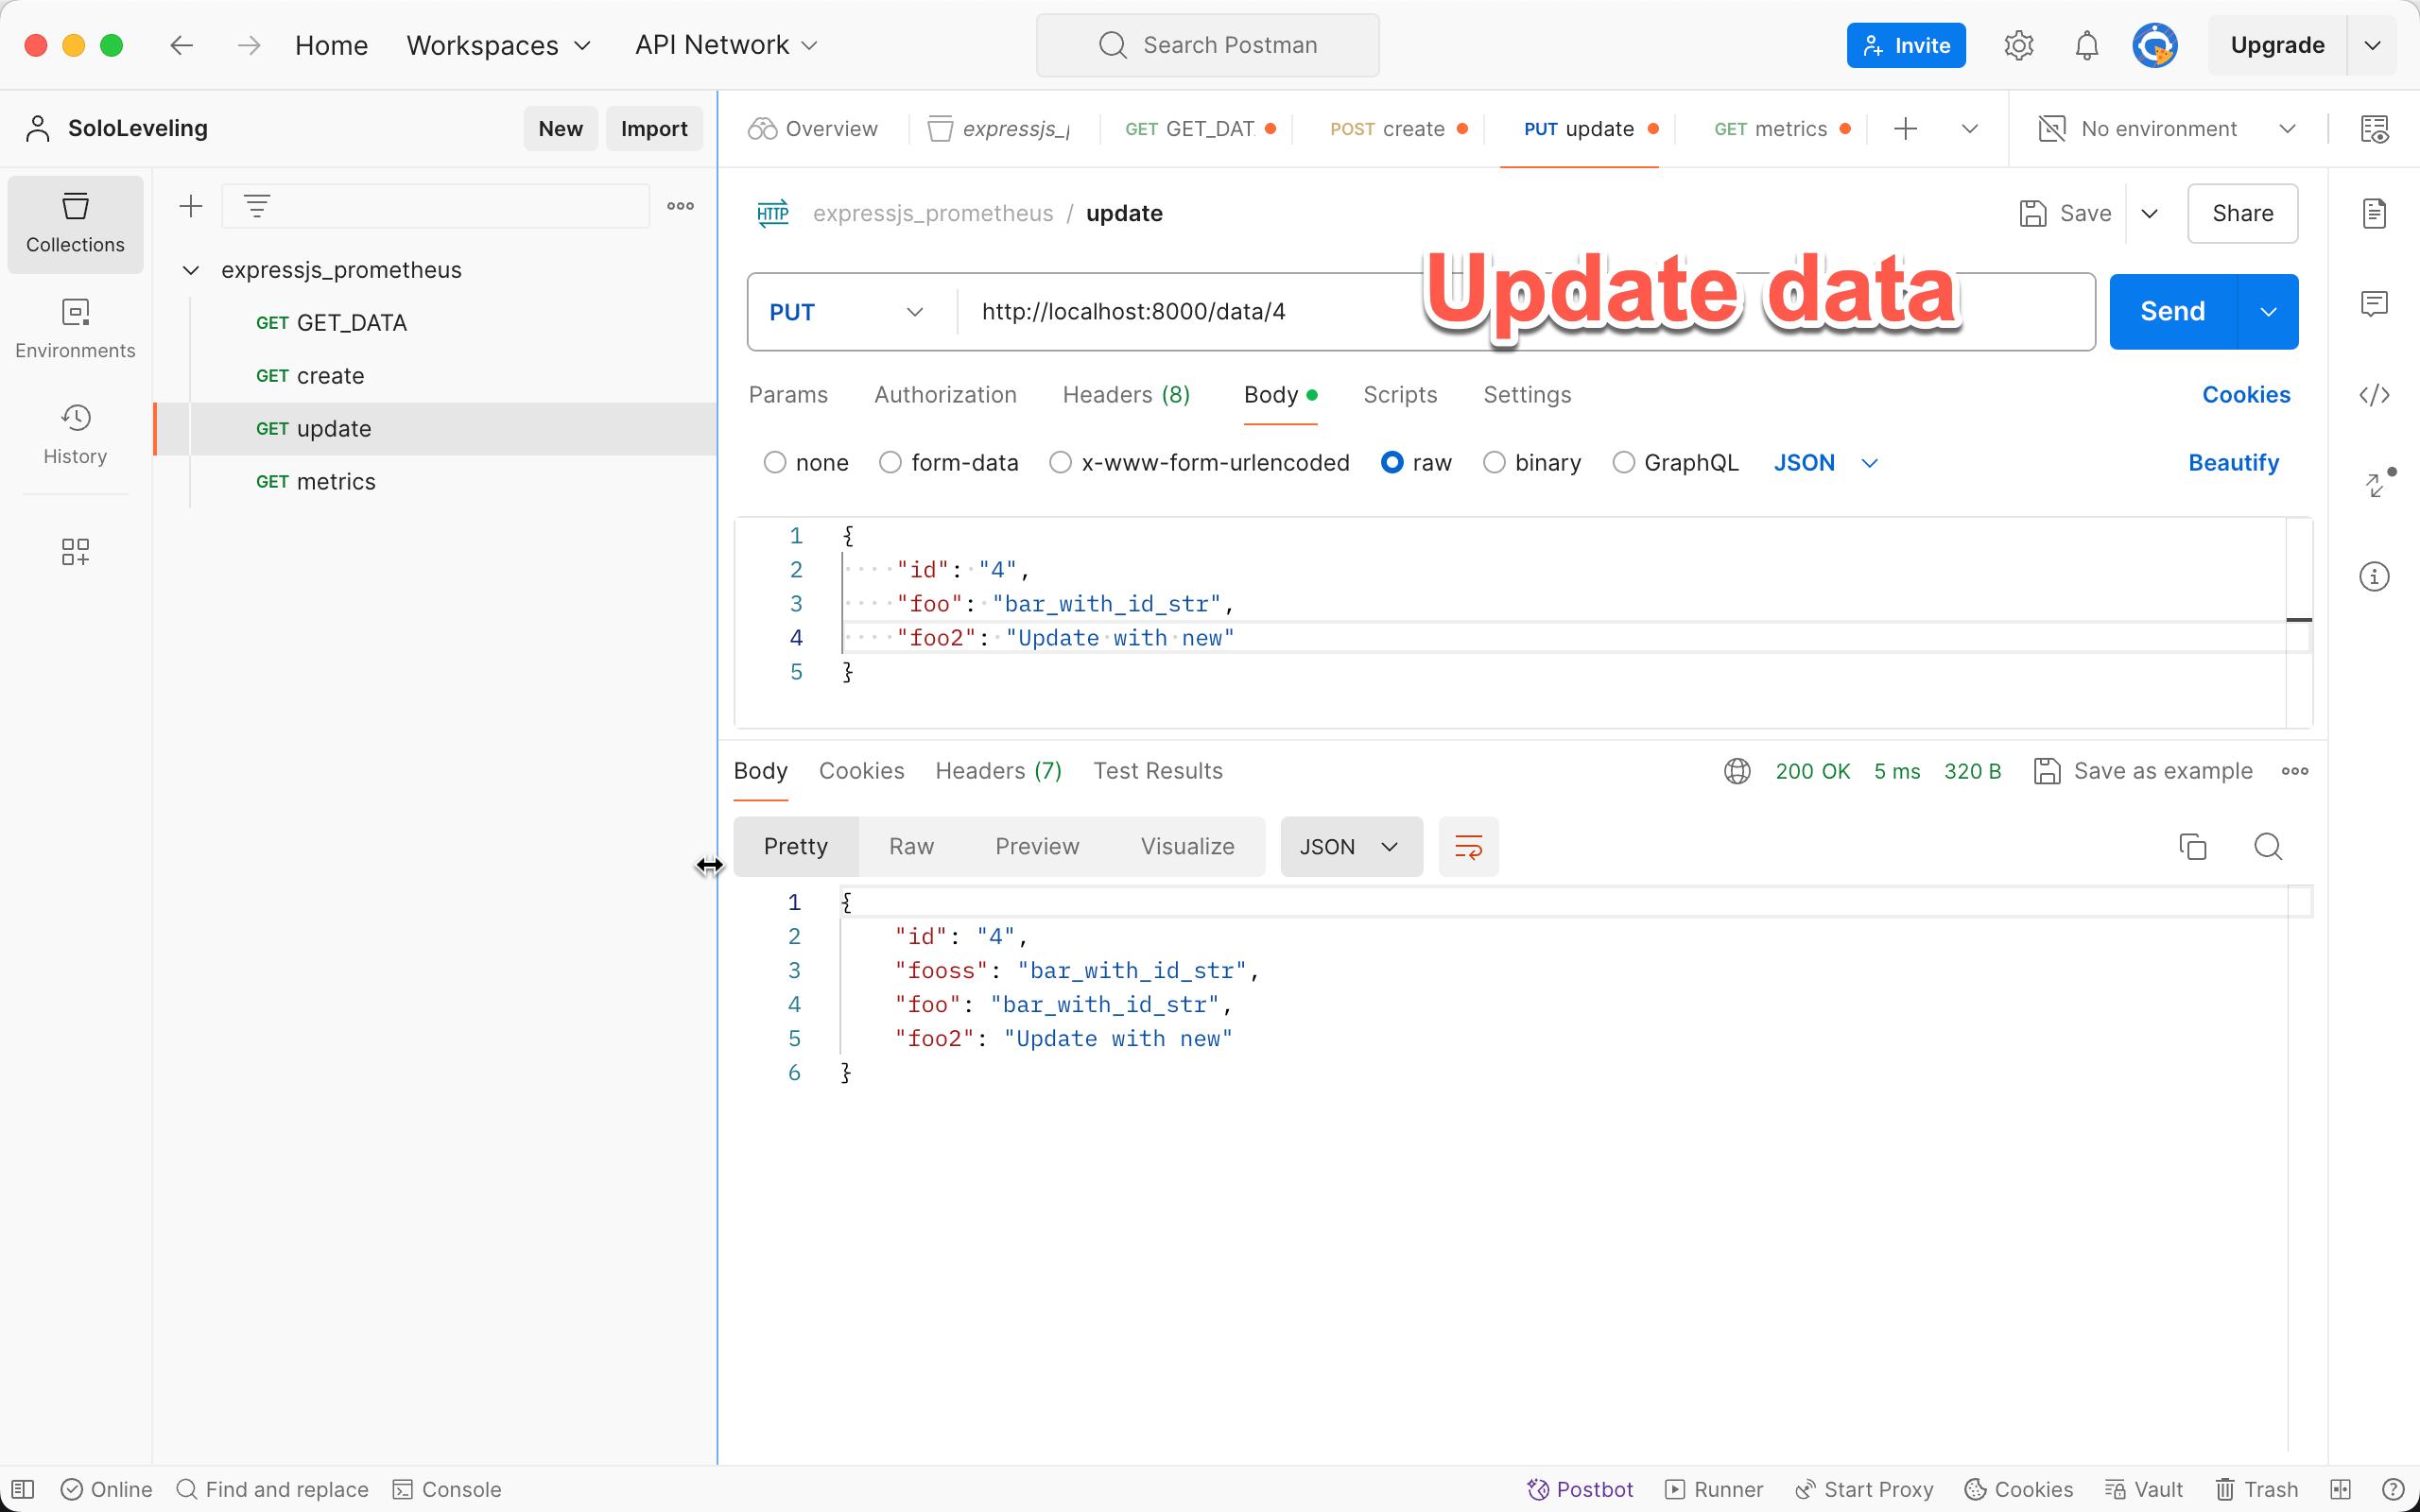 Home Workspaces API Network Search Postman Invite Upgrade
SoloLeveling New Import
Overview GET GET_DAT POST create PUT update GET metrics No environment
Collections
Environments
History
expressjs_prometheus
GET GET_DATA
GET create
GET update
GET metrics
HTTP expressjs_prometheus / update Save Share
Update data
PUT http://localhost:8000/data/4 Send
Params Authorization Headers (8) Body Scripts Settings Cookies
none form-data x-www-form-urlencoded raw binary GraphQL JSON Beautify
1 {
2 "id": "4",
3 "foo": "bar_with_id_str",
4 "foo2": "Update with new"
5 }
Body Cookies Headers (7) Test Results 200 OK 5 ms 320 B Save as example
Pretty Raw Preview Visualize JSON
1 {
2 "id": "4",
3 "fooss": "bar_with_id_str",
4 "foo": "bar_with_id_str",
5 "foo2": "Update with new"
6 }
Online Find and replace Console Postbot Runner Start Proxy Cookies Vault Trash